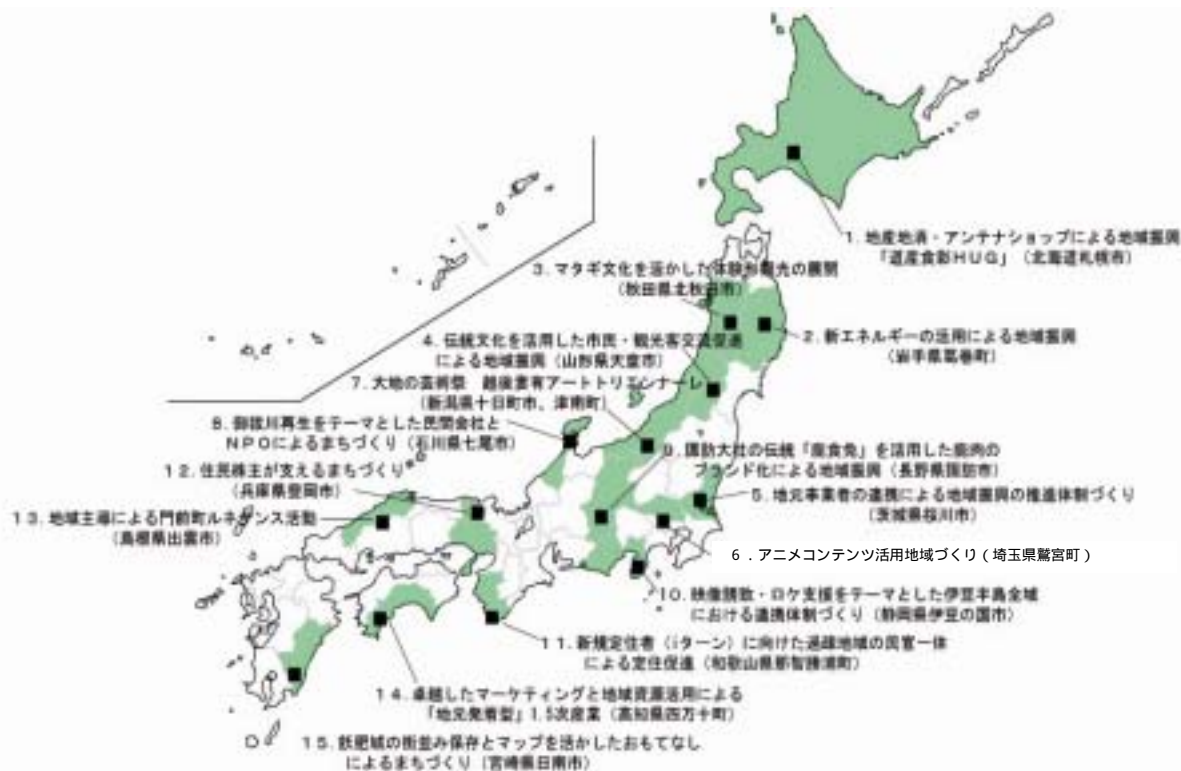 1. 地産地消・アンテナショップによる地域振興
「道産食彩ＨＵＧ」（北海道札幌市）
3. マタギ文化を活かした体験形観光の展開
（秋田県北秋田市）
2. 新エネルギーの活用による地域振興
（岩手県葛巻町）
4. 伝統文化を活用した市民・観光客交流促進
による地域振興（山形県天童市）
7. 大地の芸術祭　越後妻有アートトリエンナーレ
（新潟県十日町市、津南町）
8. 御祓川再生をテーマとした民間会社と
ＮＰＯによるまちづくり（石川県七尾市）
9. 諏訪大社の伝統「鹿食免」を活用した鹿肉の
ブランド化による地域振興（長野県諏訪市）
12. 住民株主が支えるまちづくり
（兵庫県豊岡市）
5. 地元事業者の連携による地域振興の推進体制づくり
（茨城県桜川市）
13. 地域主導による門前町ルネサンス活動
（島根県出雲市）
６．アニメコンテンツ活用地域づくり（埼玉県鷲宮町）
10. 映像誘致・ロケ支援をテーマとした伊豆半島全域
における連携体制づくり（静岡県伊豆の国市）
11. 新規定住者（iターン）に向けた過疎地域の民官一体
による定住促進（和歌山県那智勝浦町）
14. 卓越したマーケティングと地域資源活用による
「地元発着型」1.5次産業（高知県四万十町）
15. 飫肥城の街並み保存とマップを活かしたおもてなし
によるまちづくり（宮崎県日南市）